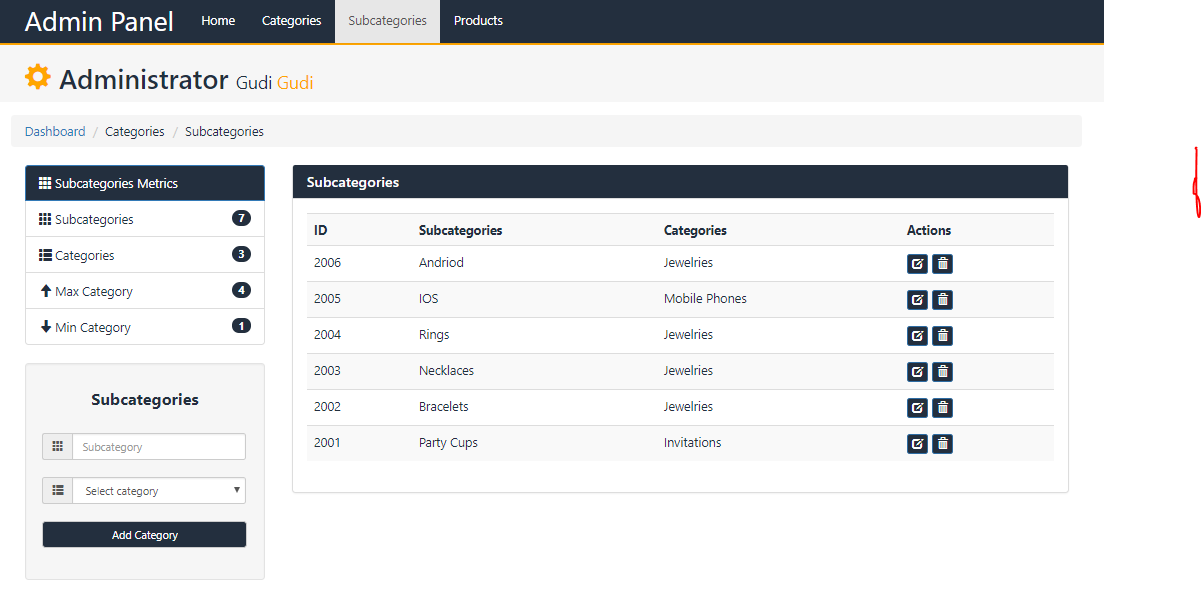 Admin Panel Home Categories Subcategories Products
Administrator Gudi Gudi
Dashboard / Categories / Subcategories
Subcategories Metrics
Subcategories 7
Categories 3
Max Category 4
Min Category 1
Subcategories
Subcategory
Select category
Add Category
Subcategories
ID Subcategories Categories Actions
2006 Andriod Jewelries
2005 IOS Mobile Phones
2004 Rings Jewelries
2003 Necklaces Jewelries
2002 Bracelets Jewelries
2001 Party Cups Invitations